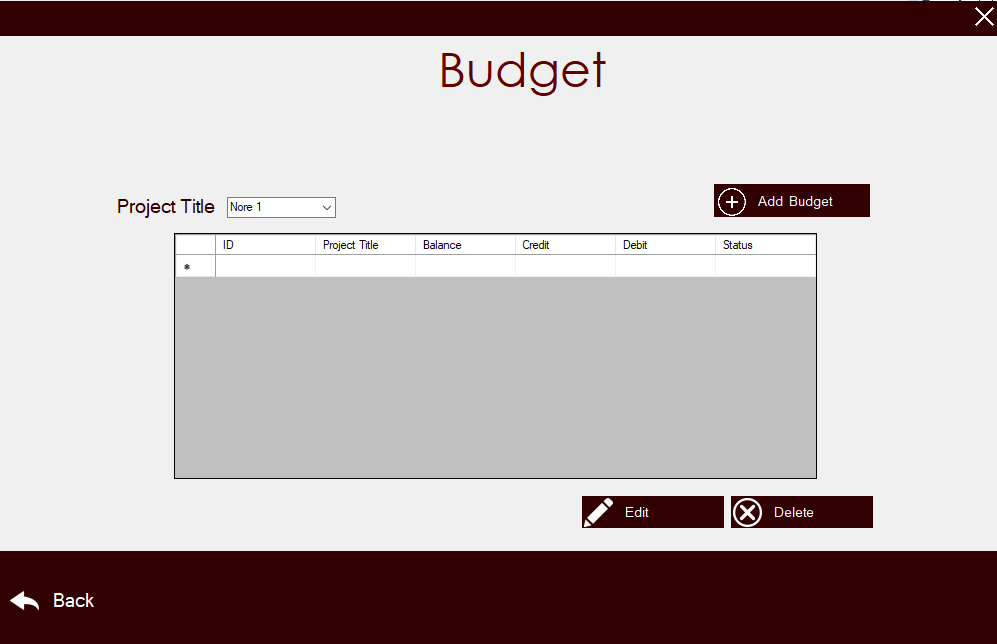 Budget
Project Title Nore 1
Add Budget
ID Project Title Balance Credit Debit Status
Edit Delete
Back